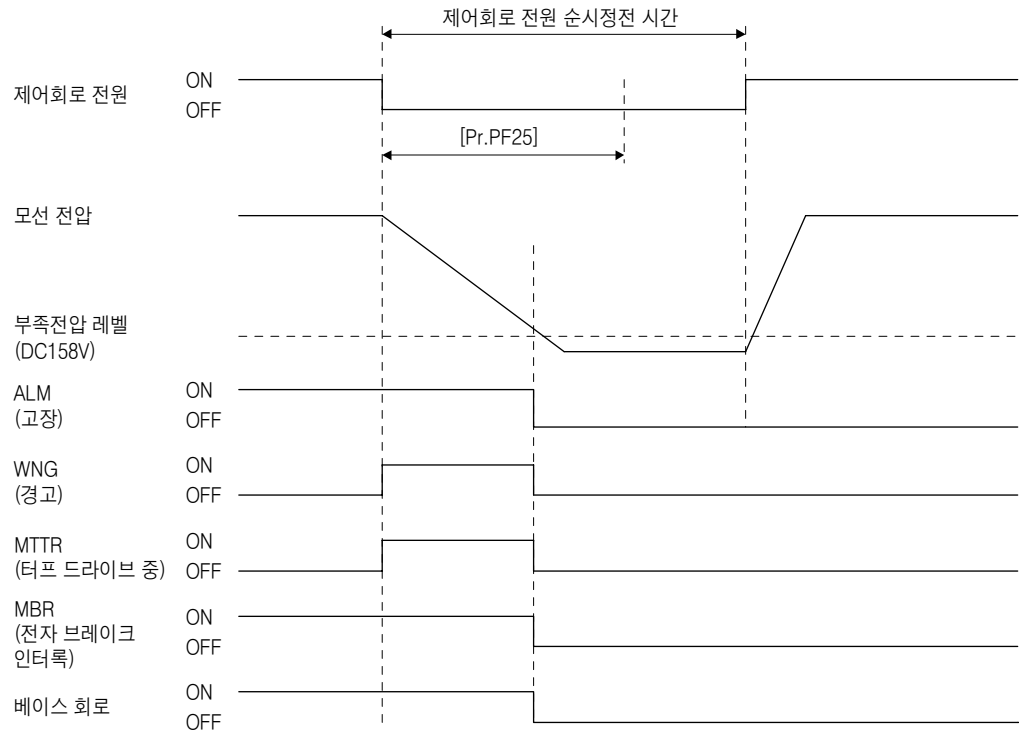 제어회로 전원 순시정전 시간
제어회로 전원
ON
OFF
[Pr.PF25]
모선 전압
부족전압 레벨
(DC158V)
ALM
(고장)
ON
OFF
WNG
(경고)
ON
OFF
MTTR
(터프 드라이브 중)
ON
OFF
MBR
(전자 브레이크
인터록)
ON
OFF
베이스 회로
ON
OFF